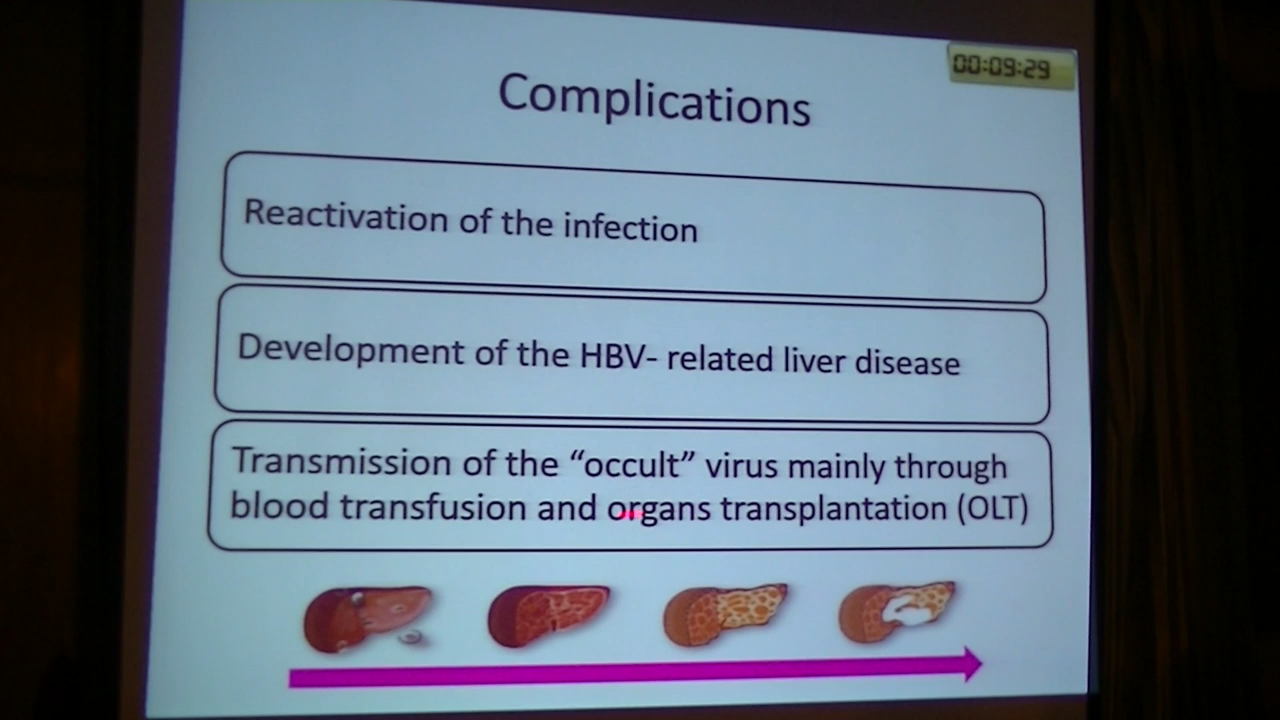 00:09:29
Complications
Reactivation of the infection
Development of the HBV- related liver disease
Transmission of the “occult” virus mainly through
blood transfusion and organs transplantation (OLT)